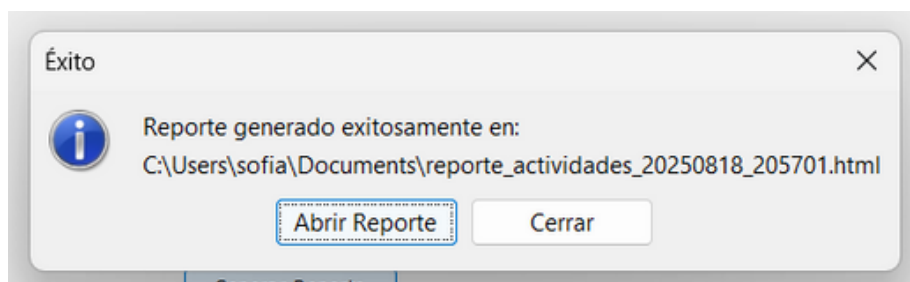 Éxito
Reporte generado exitosamente en:
C:\Users\sofia\Documents\reporte_actividades_20250818_205701.html
Abrir Reporte
Cerrar